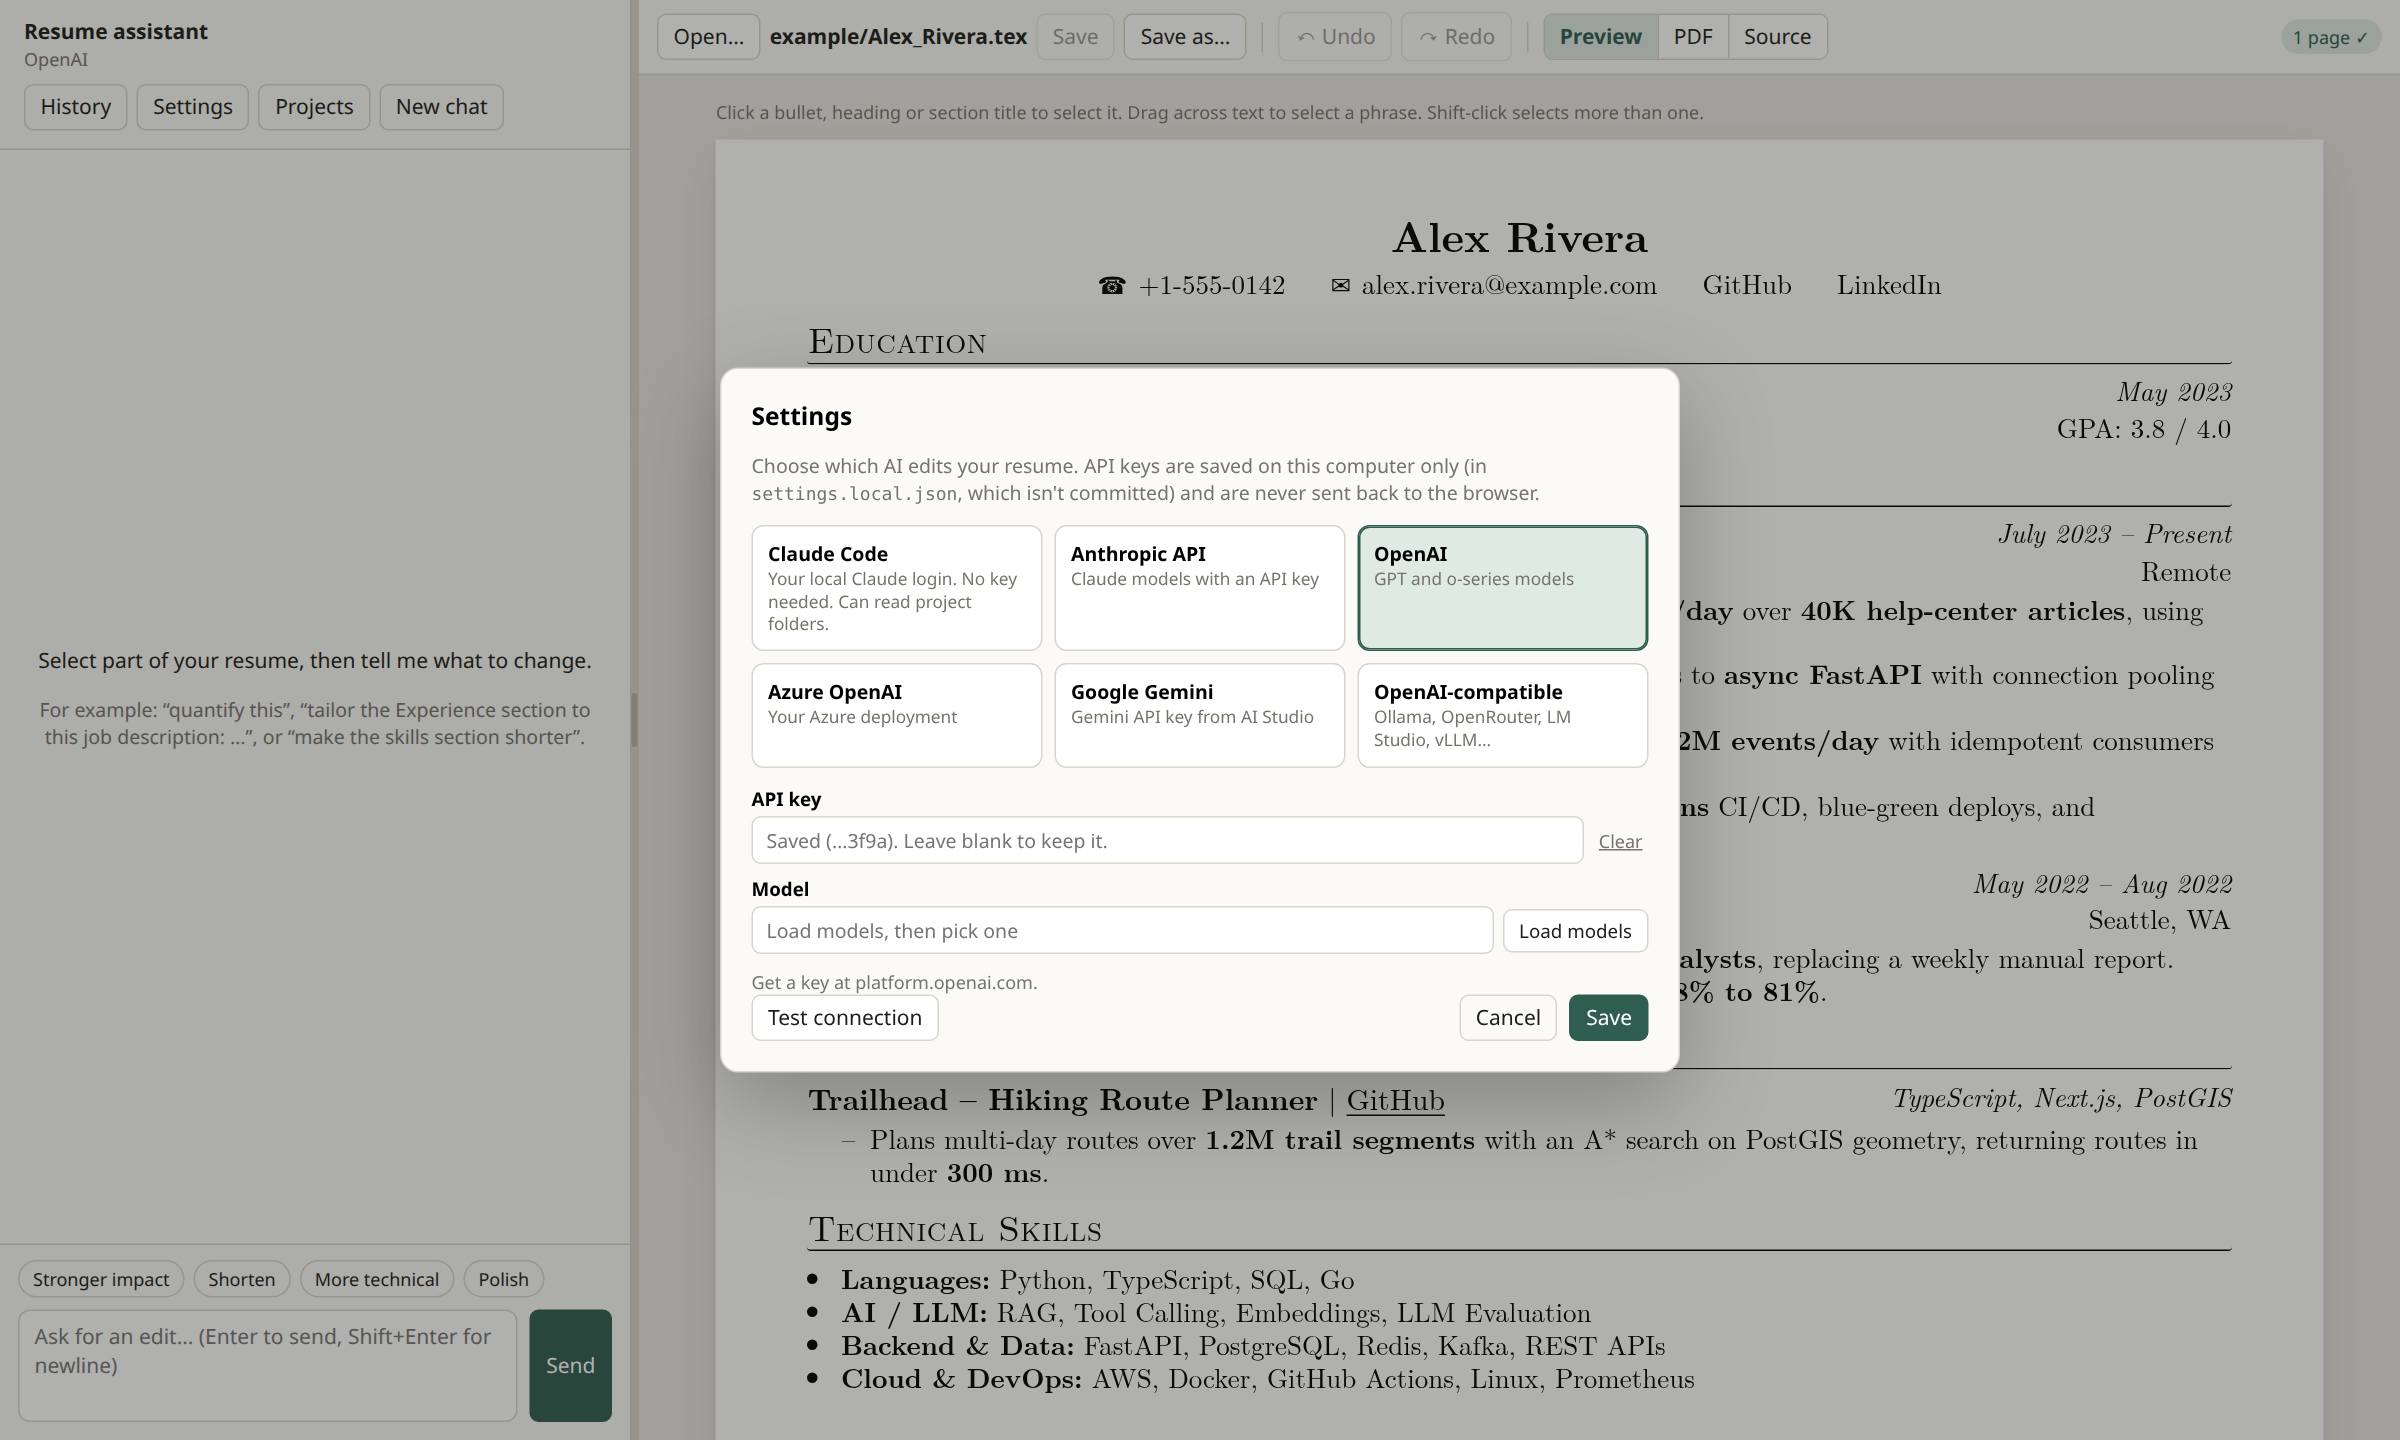 Resume assistant
OpenAI
History
Settings
Projects
New chat
Select part of your resume, then tell me what to change.
For example: “quantify this”, “tailor the Experience section to
this job description: ...”, or “make the skills section shorter”.
Stronger impact
Shorten
More technical
Polish
Ask for an edit... (Enter to send, Shift+Enter for
newline)
Send
Open...
example/Alex_Rivera.tex
Save
Save as...
Undo
Redo
Preview
PDF
Source
1 page ✓
Click a bullet, heading or section title to select it. Drag across text to select a phrase. Shift-click selects more than one.
Alex Rivera
☎ +1-555-0142 ✉ alex.rivera@example.com GitHub LinkedIn
Education
May 2023
GPA: 3.8 / 4.0
July 2023 – Present
Remote
/day over 40K help-center articles, using
to async FastAPI with connection pooling
2M events/day with idempotent consumers
ns CI/CD, blue-green deploys, and
May 2022 – Aug 2022
Seattle, WA
alysts, replacing a weekly manual report.
8% to 81%.
Settings
Choose which AI edits your resume. API keys are saved on this computer only (in
settings.local.json, which isn't committed) and are never sent back to the browser.
Claude Code
Your local Claude login. No key
needed. Can read project
folders.
Anthropic API
Claude models with an API key
OpenAI
GPT and o-series models
Azure OpenAI
Your Azure deployment
Google Gemini
Gemini API key from AI Studio
OpenAI-compatible
Ollama, OpenRouter, LM
Studio, vLLM...
API key
Saved (...3f9a). Leave blank to keep it.
Clear
Model
Load models, then pick one
Load models
Get a key at platform.openai.com.
Test connection
Cancel
Save
Trailhead – Hiking Route Planner | GitHub
TypeScript, Next.js, PostGIS
– Plans multi-day routes over 1.2M trail segments with an A* search on PostGIS geometry, returning routes in
under 300 ms.
Technical Skills
• Languages: Python, TypeScript, SQL, Go
• AI / LLM: RAG, Tool Calling, Embeddings, LLM Evaluation
• Backend & Data: FastAPI, PostgreSQL, Redis, Kafka, REST APIs
• Cloud & DevOps: AWS, Docker, GitHub Actions, Linux, Prometheus